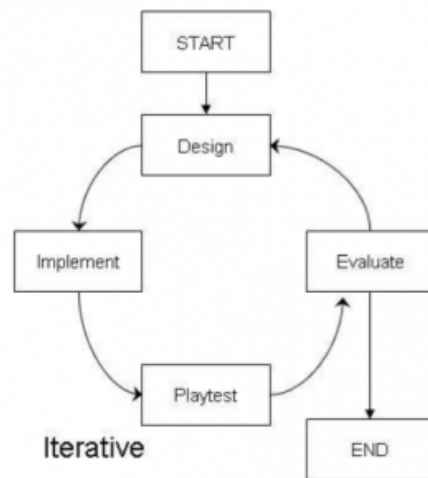 START
Design
Implement
Evaluate
Playtest
Iterative
END